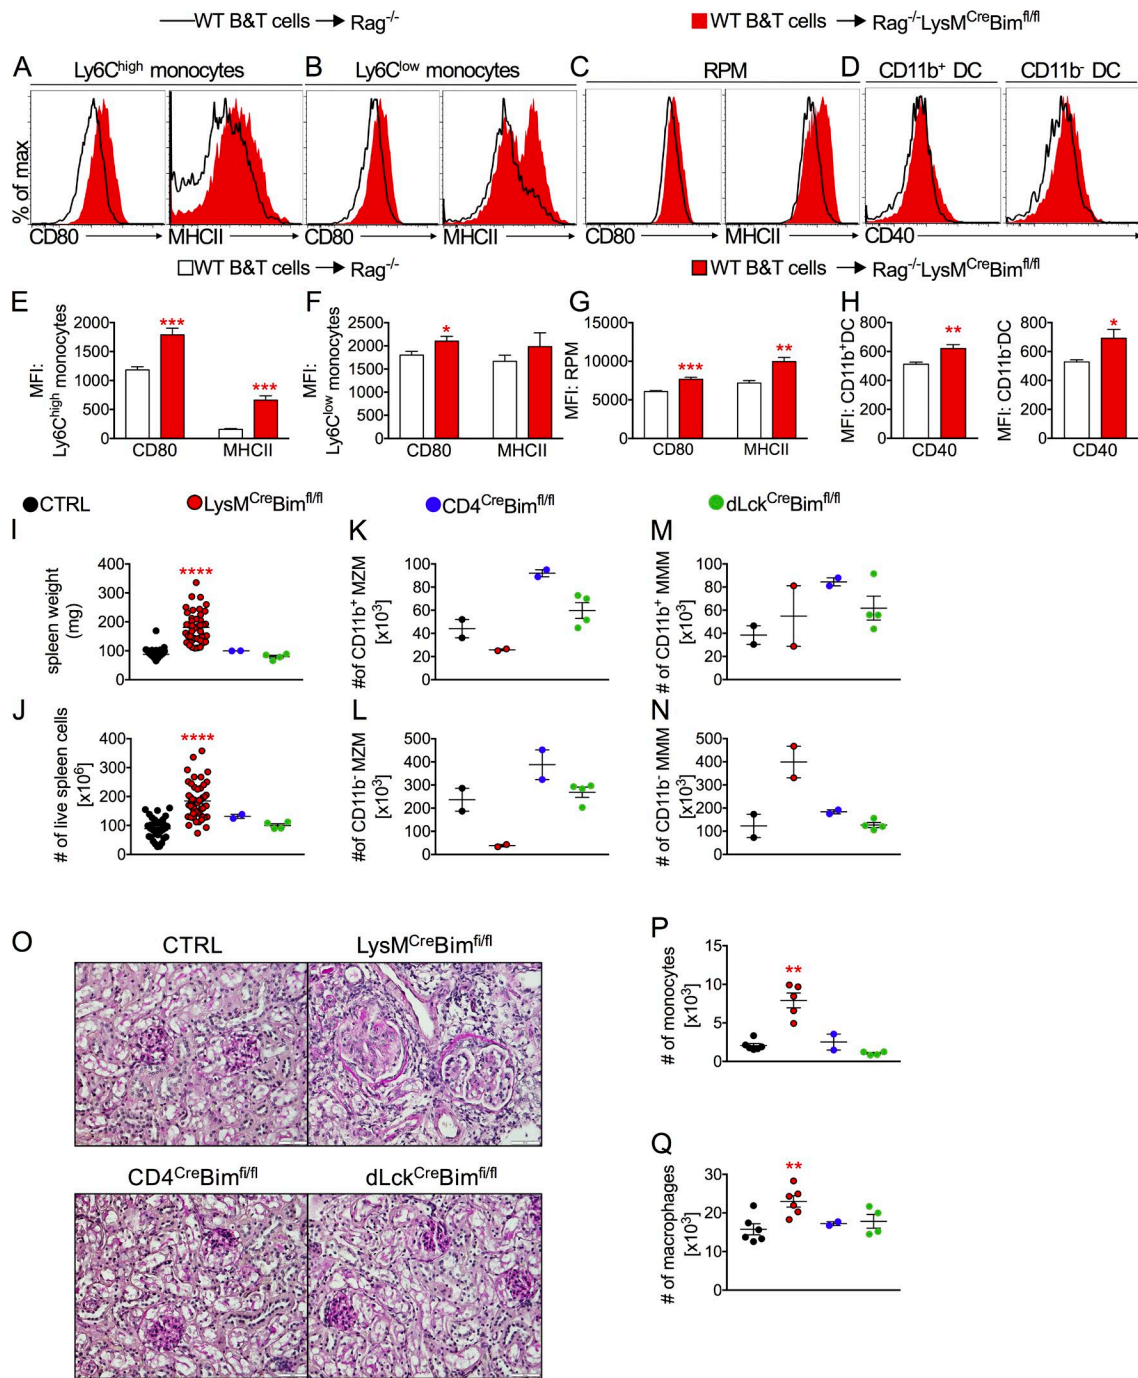 WT B&T cells → Rag-/-
WT B&T cells → Rag-/-LysMCreBimfl/fl
A Ly6Chigh monocytes
B Ly6Clow monocytes
C RPM
D CD11b+ DC CD11b- DC
% of max
CD80 MHCII CD80 MHCII CD80 MHCII CD40
WT B&T cells → Rag-/-
WT B&T cells → Rag-/-LysMCreBimfl/fl
E
MFI:
Ly6Chigh monocytes
2000
1500
1000
500
0
*** ***
CD80 MHCII
F
MFI:
Ly6Clow monocytes
2500
2000
1500
1000
500
0
*
CD80 MHCII
G
MFI: RPM
15000
10000
5000
0
*** **
CD80 MHCII
H
MFI: CD11b+DC
800
600
400
200
0
**
CD40
MFI: CD11b-DC
800
600
400
200
0
*
CD40
CTRL LysMCreBimfl/fl CD4CreBimfl/fl dLckCreBimfl/fl
I
spleen weight
(mg)
400
300
200
100
0
****
K
#of CD11b+ MZM
[x103]
100
80
60
40
20
0
M
# of CD11b+ MMM
[x103]
100
80
60
40
20
0
J
# of live spleen cells
[x106]
400
300
200
100
0
****
L
#of CD11b- MZM
[x103]
500
400
300
200
100
0
N
# of CD11b- MMM
[x103]
500
400
300
200
100
0
O
CTRL LysMCreBimfi/fl
CD4CreBimfi/fl dLckCreBimfi/fl
P
# of monocytes
[x103]
15
10
5
0
**
Q
# of macrophages
[x103]
30
20
10
0
**